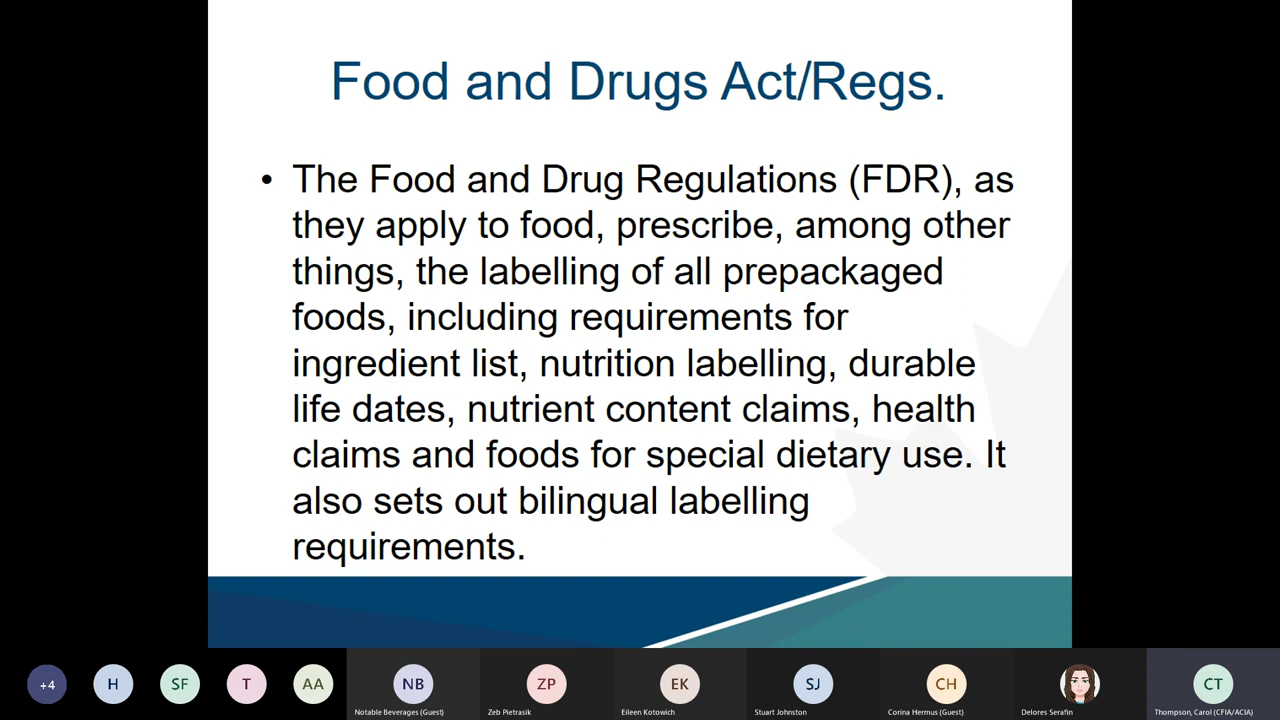 Food and Drugs Act/Regs.
• The Food and Drug Regulations (FDR), as
they apply to food, prescribe, among other
things, the labelling of all prepackaged
foods, including requirements for
ingredient list, nutrition labelling, durable
life dates, nutrient content claims, health
claims and foods for special dietary use. It
also sets out bilingual labelling
requirements.
+4 H SF T AA NB ZP EK SJ CH CT
Notable Beverages (Guest) Zeb Pietrasik Eileen Kotowich Stuart Johnston Corina Hermus (Guest) Delores Serafin Thompson, Carol (CFIA/ACIA)